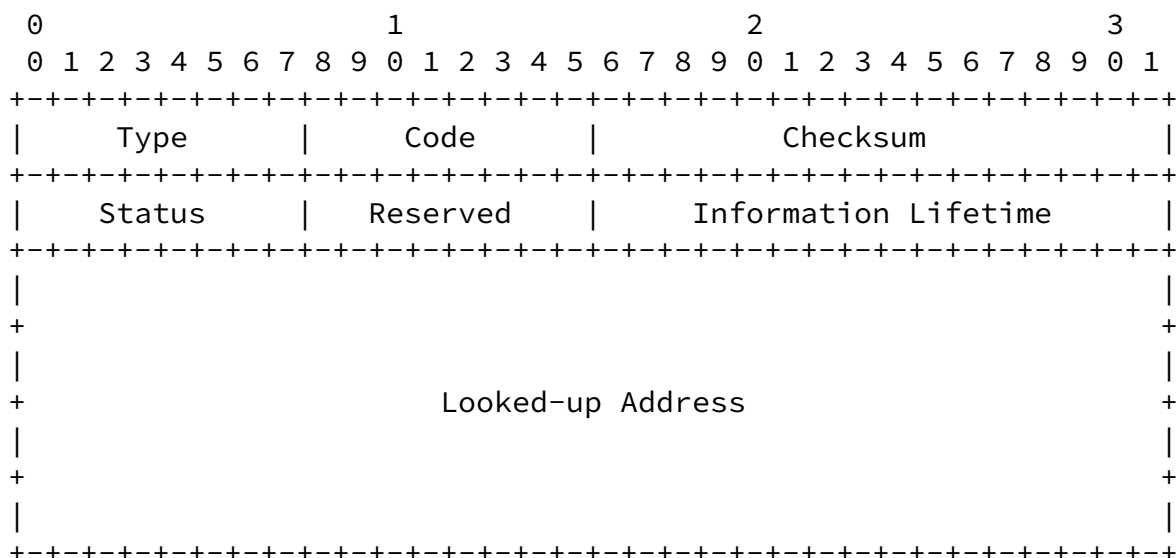 0                   1                   2                   3
 0 1 2 3 4 5 6 7 8 9 0 1 2 3 4 5 6 7 8 9 0 1 2 3 4 5 6 7 8 9 0 1
+-+-+-+-+-+-+-+-+-+-+-+-+-+-+-+-+-+-+-+-+-+-+-+-+-+-+-+-+-+-+-+-+
|     Type      |     Code      |          Checksum             |
+-+-+-+-+-+-+-+-+-+-+-+-+-+-+-+-+-+-+-+-+-+-+-+-+-+-+-+-+-+-+-+-+
|    Status     |   Reserved    |     Information Lifetime      |
+-+-+-+-+-+-+-+-+-+-+-+-+-+-+-+-+-+-+-+-+-+-+-+-+-+-+-+-+-+-+-+-+
|                                                               |
+                                                               +
|                                                               |
+                       Looked-up Address                       +
|                                                               |
+                                                               +
|                                                               |
+-+-+-+-+-+-+-+-+-+-+-+-+-+-+-+-+-+-+-+-+-+-+-+-+-+-+-+-+-+-+-+-+